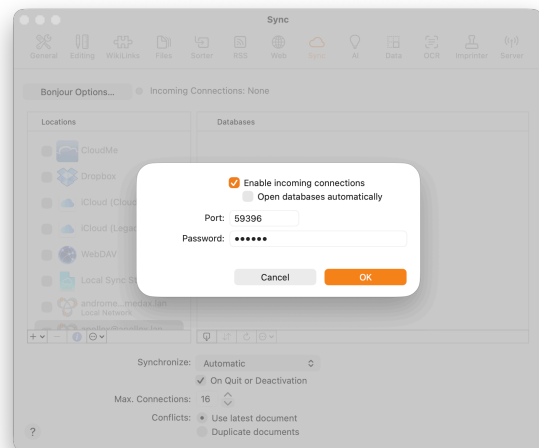 Sync
General Editing WikiLinks Files Sorter RSS Web Sync AI Data OCR Imprinter Server
Bonjour Options... Incoming Connections: None
Locations Databases
CloudMe
Dropbox
iCloud (Cloud
iCloud (Legac
WebDAV
Local Sync St
androme...medax.lan
Local Network
Enable incoming connections
Open databases automatically
Port: 59396
Password: ••••••
Cancel OK
Synchronize: Automatic
On Quit or Deactivation
Max. Connections: 16
Conflicts: Use latest document
Duplicate documents
?